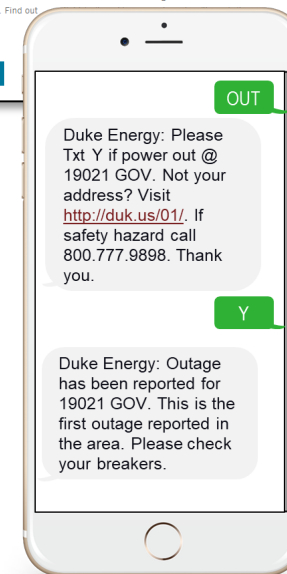 . Find out
OUT
Duke Energy: Please
Txt Y if power out @
19021 GOV. Not your
address? Visit
http://duk.us/01/. If
safety hazard call
800.777.9898. Thank
you.
Y
Duke Energy: Outage
has been reported for
19021 GOV. This is the
first outage reported in
the area. Please check
your breakers.